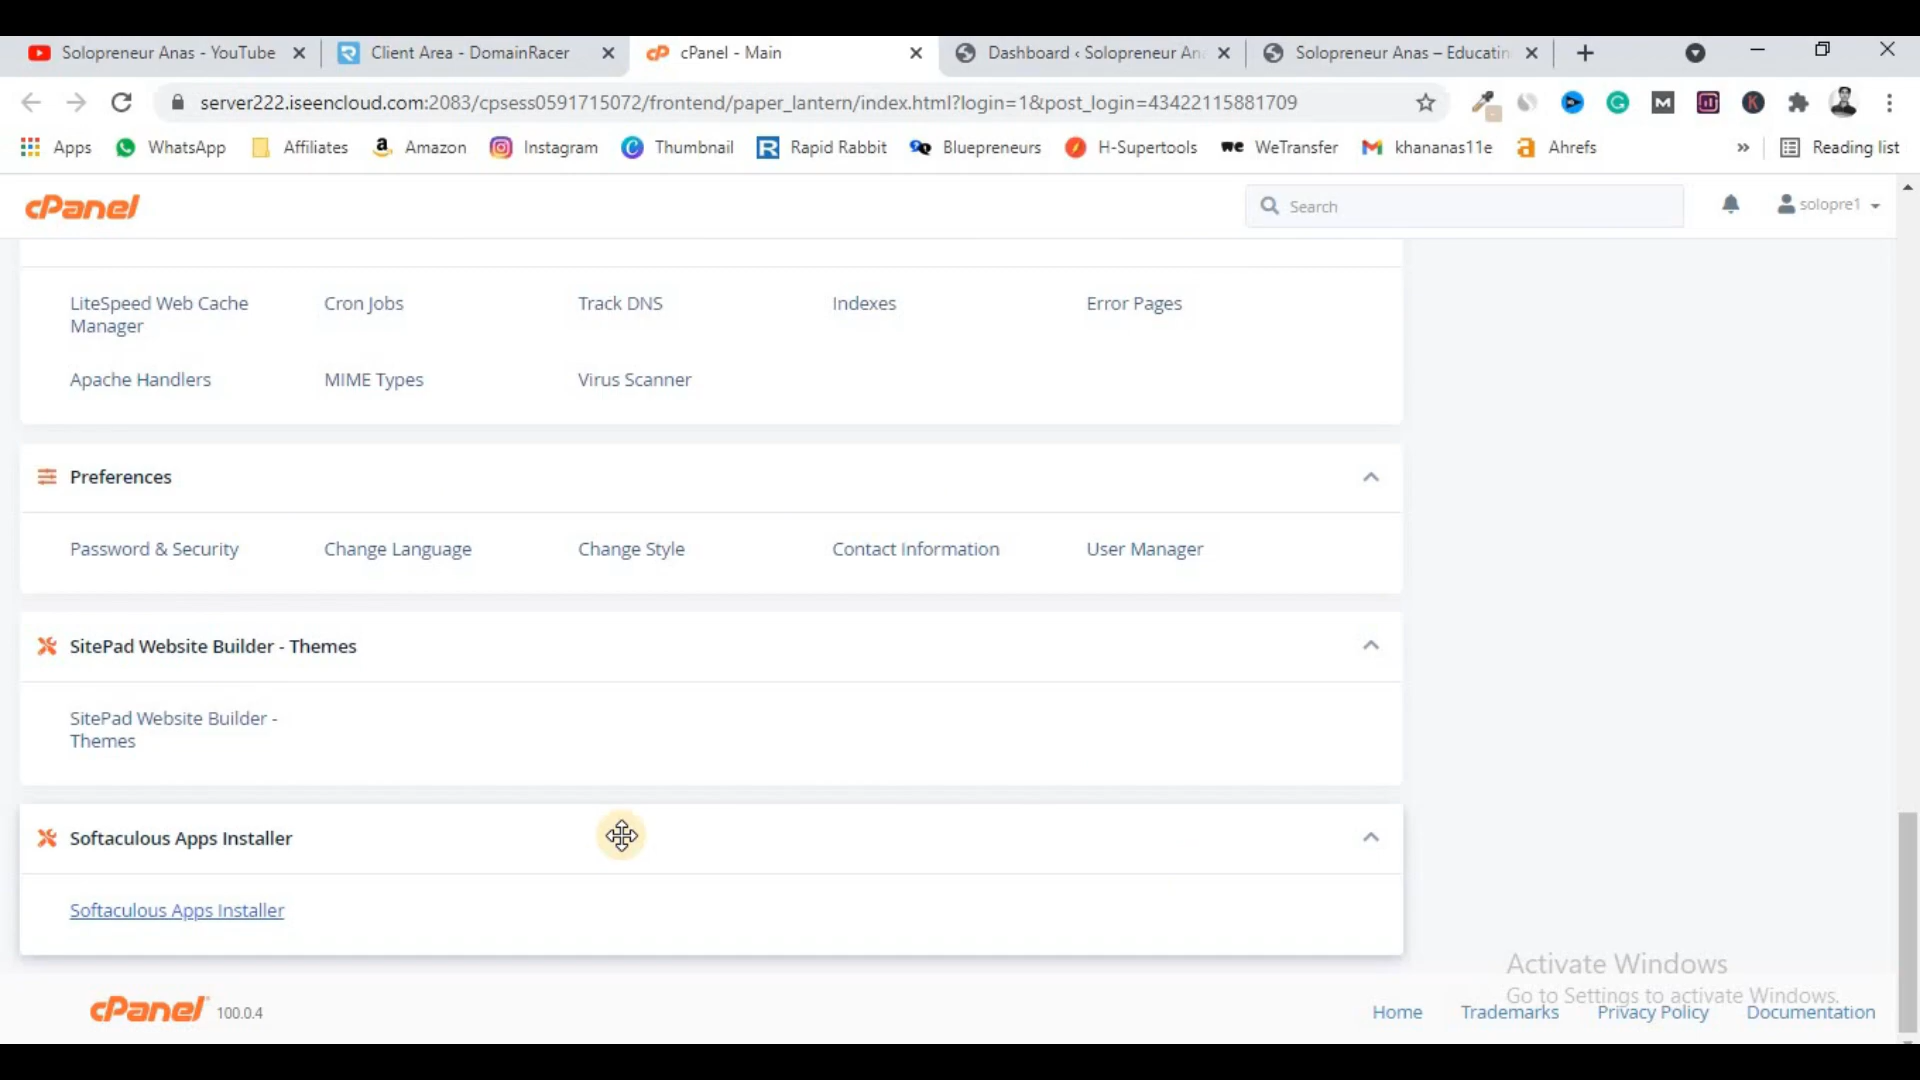 Solopreneur Anas - YouTube
Client Area - DomainRacer
cPanel - Main
Dashboard ‹ Solopreneur An
Solopreneur Anas – Educatin
server222.iseencloud.com:2083/cpsess0591715072/frontend/paper_lantern/index.html?login=1&post_login=43422115881709
Apps
WhatsApp
Affiliates
Amazon
Instagram
Thumbnail
Rapid Rabbit
Bluepreneurs
H-Supertools
WeTransfer
khananas11e
Ahrefs
»
Reading list
cPanel
Search
solopre1
LiteSpeed Web Cache
Manager
Cron Jobs
Track DNS
Indexes
Error Pages
Apache Handlers
MIME Types
Virus Scanner
Preferences
Password & Security
Change Language
Change Style
Contact Information
User Manager
SitePad Website Builder - Themes
SitePad Website Builder -
Themes
Softaculous Apps Installer
Softaculous Apps Installer
Activate Windows
Go to Settings to activate Windows.
cPanel 100.0.4
Home
Trademarks
Privacy Policy
Documentation